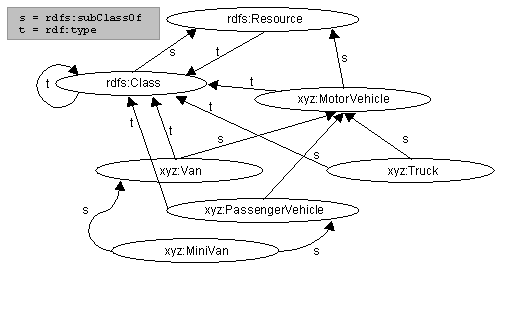 s = rdfs:subClassOf
t = rdf:type
rdfs:Resource
s
t
s
rdfs:Class
t
t
xyz:MotorVehicle
t
t
t
s
s
s
xyz:Van
xyz:Truck
xyz:PassengerVehicle
s
xyz:MiniVan
s